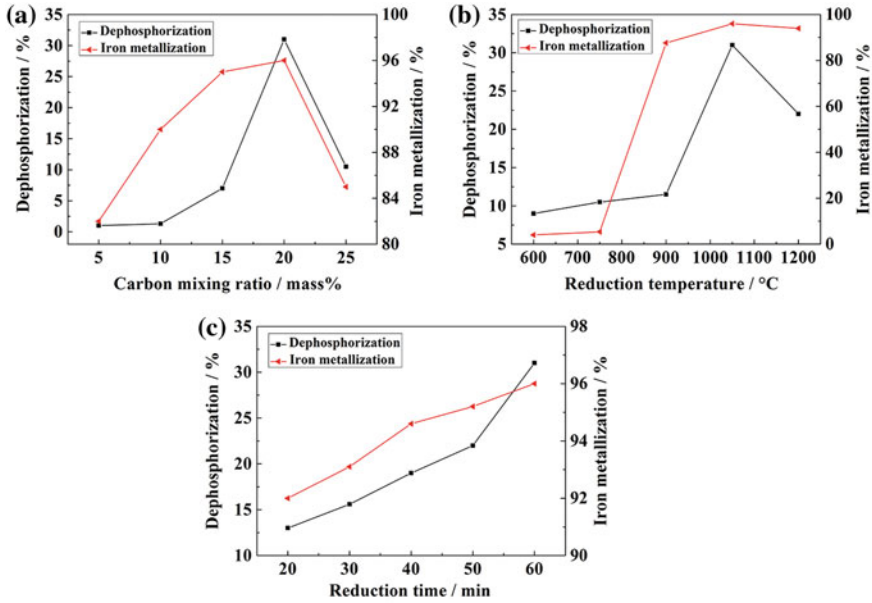 (a)
Dephosphorization
Iron metallization
Dephosphorization / %
35
30
25
20
15
10
5
0
100
96
92
88
84
80
Iron metallization / %
5 10 15 20 25
Carbon mixing ratio / mass%
(b)
Dephosphorization
Iron metallization
Dephosphorization / %
35
30
25
20
15
10
5
100
80
60
40
20
0
Iron metallization / %
600 700 800 900 1000 1100 1200
Reduction temperature / °C
(c)
Dephosphorization
Iron metallization
Dephosphorization / %
35
30
25
20
15
10
98
96
94
92
90
Iron metallization / %
20 30 40 50 60
Reduction time / min